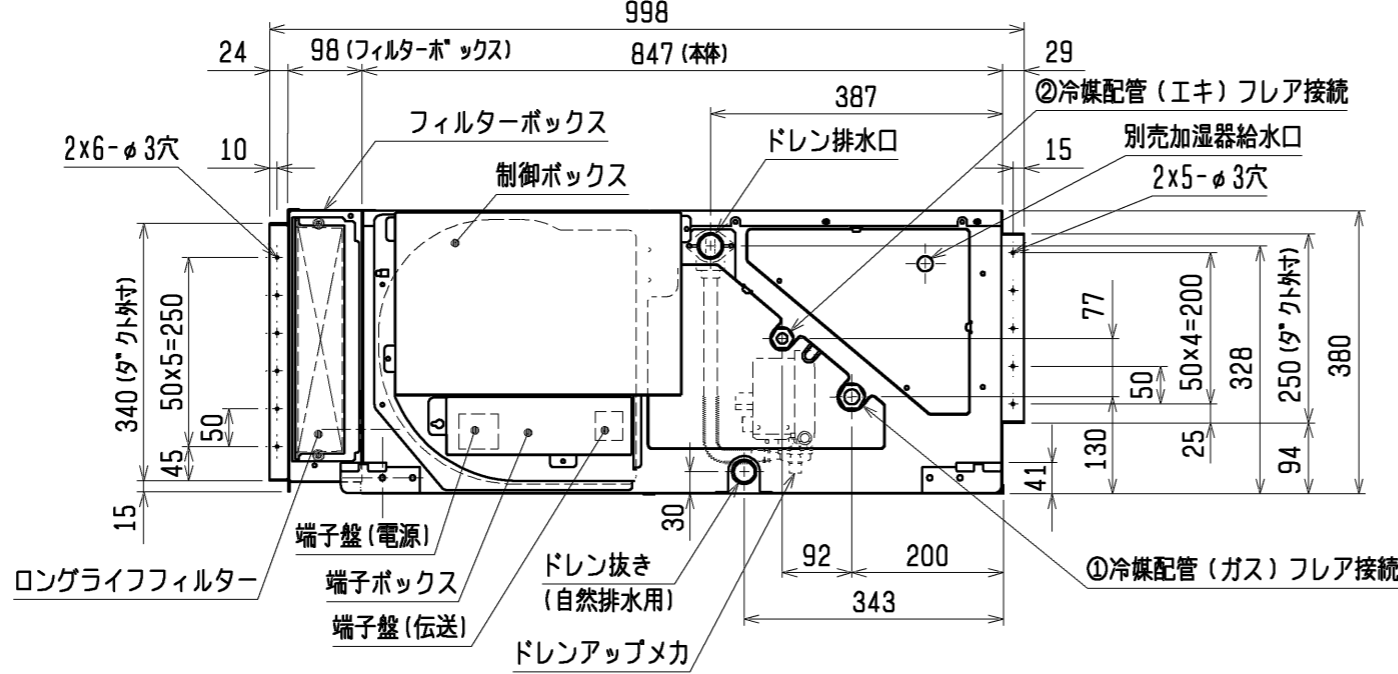 998
24
98 (フィルターボックス)
847 (本体)
29
387
②冷媒配管 (エキ) フレア接続
フィルターボックス
ドレン排水口
別売加湿器給水口
2x6-φ3穴
10
15
制御ボックス
2x5-φ3穴
340 (ダクト外寸)
50x5=250
50
45
15
77
50
50x4=200
25
328
250 (ダクト外寸)
94
380
130
41
30
端子盤 (電源)
ロングライフフィルター
端子ボックス
端子盤 (伝送)
ドレン抜き
(自然排水用)
92
200
①冷媒配管 (ガス) フレア接続
343
ドレンアップメカ